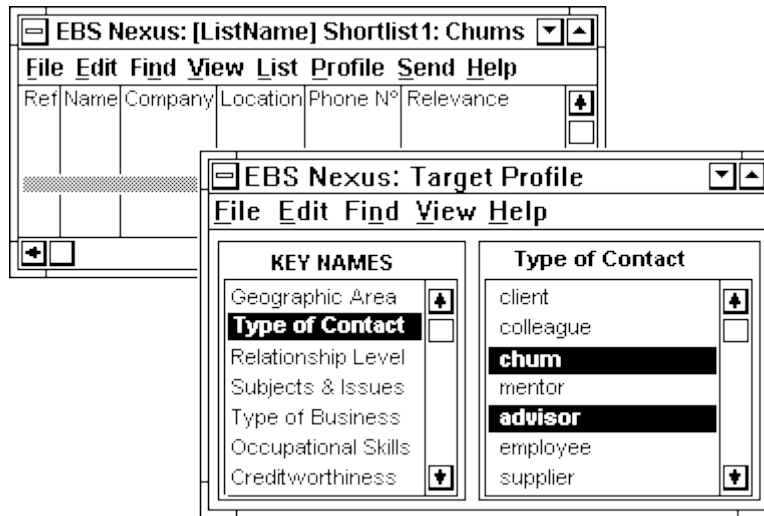 EBS Nexus: [ListName] Shortlist1: Chums
File Edit Find View List Profile Send Help
Ref Name Company Location Phone Nº Relevance
EBS Nexus: Target Profile
File Edit Find View Help
KEY NAMES
Geographic Area
Type of Contact
Relationship Level
Subjects & Issues
Type of Business
Occupational Skills
Creditworthiness
Type of Contact
client
colleague
chum
mentor
advisor
employee
supplier